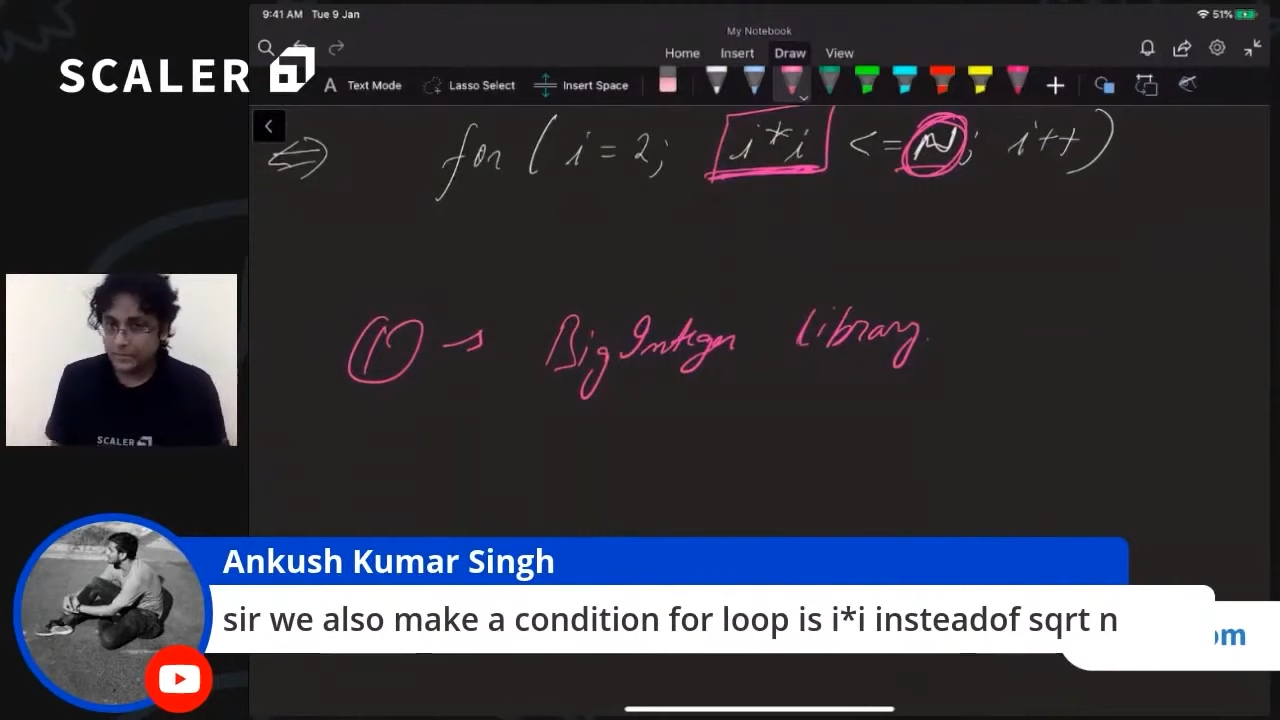 9:41 AM Tue 9 Jan
51%
My Notebook
SCALER
Home Insert Draw View
Text Mode Lasso Select Insert Space
for ( i = 2; i*i <= N; i++ )
1 → BigInteger Library.
SCALER
Ankush Kumar Singh
sir we also make a condition for loop is i*i insteadof sqrt n
om